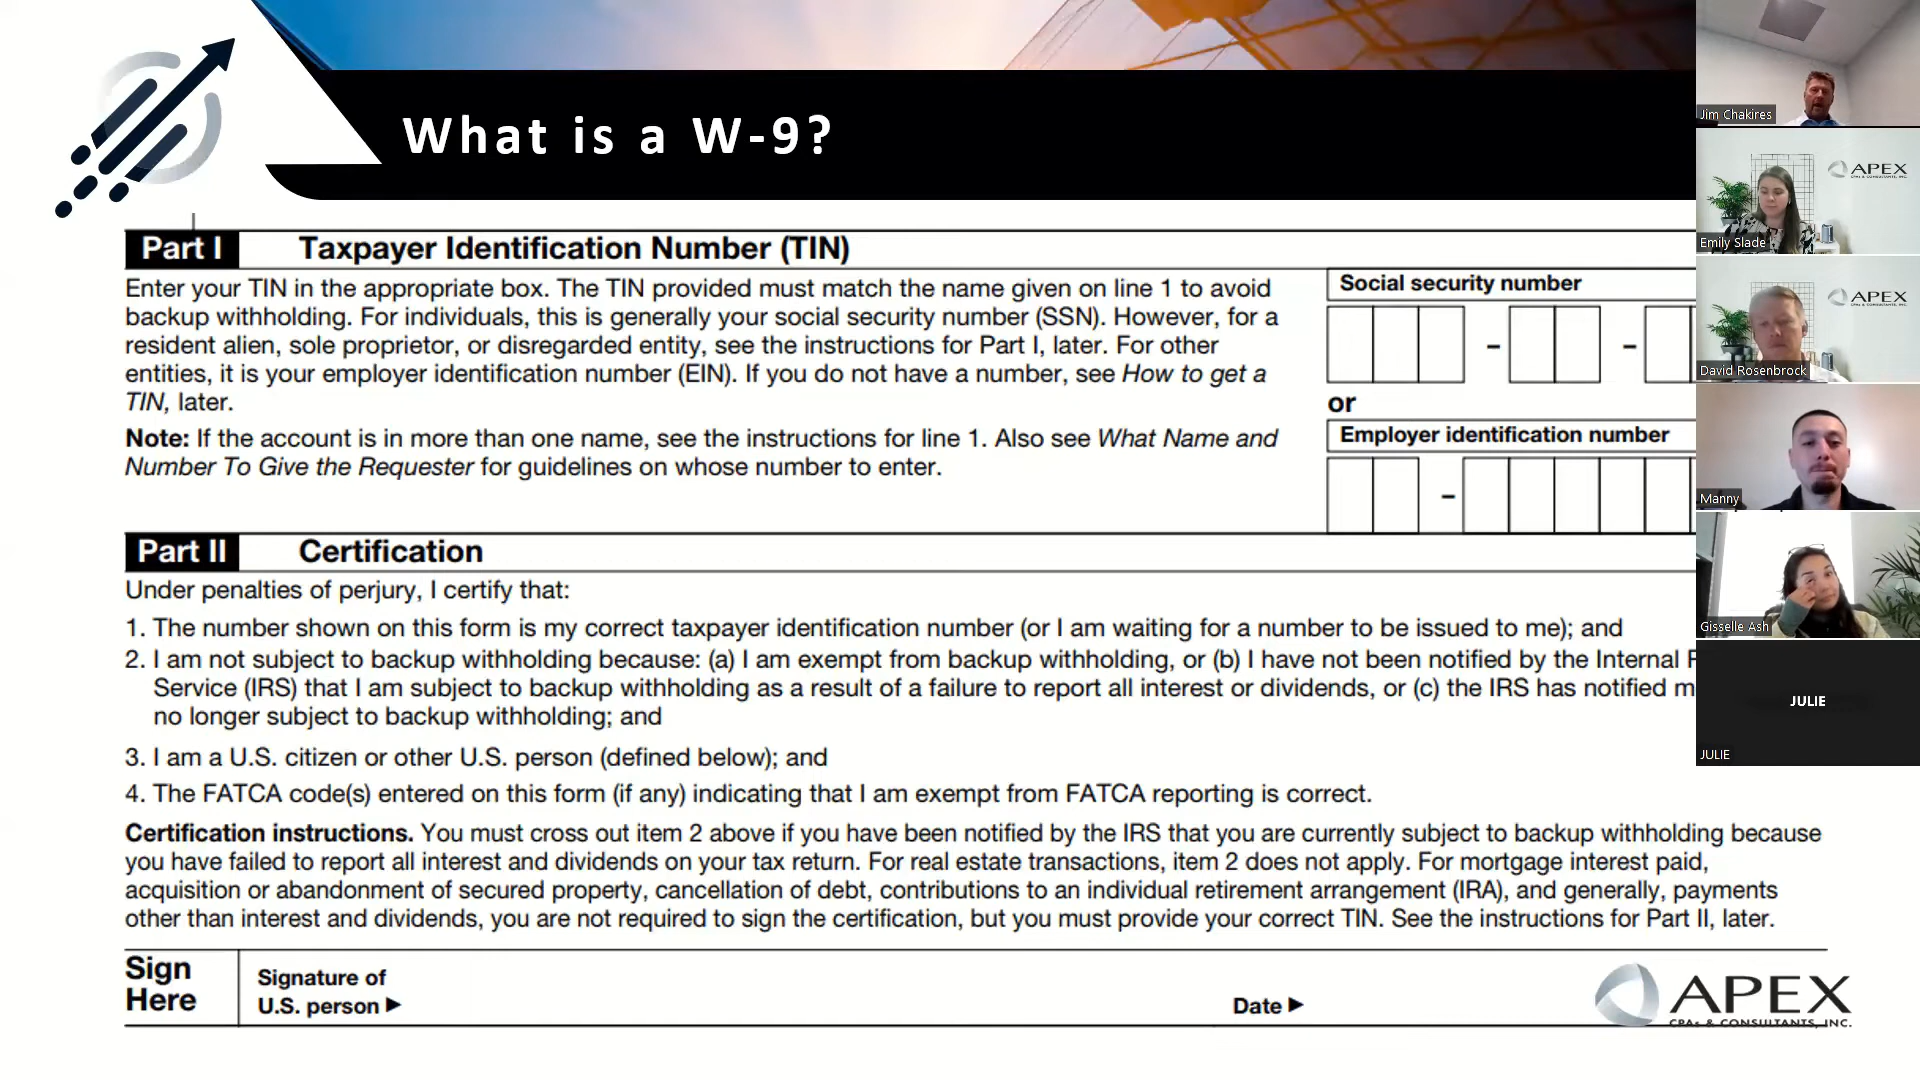 What is a W-9?
Part I Taxpayer Identification Number (TIN)
Enter your TIN in the appropriate box. The TIN provided must match the name given on line 1 to avoid
backup withholding. For individuals, this is generally your social security number (SSN). However, for a
resident alien, sole proprietor, or disregarded entity, see the instructions for Part I, later. For other
entities, it is your employer identification number (EIN). If you do not have a number, see How to get a
TIN, later.
Note: If the account is in more than one name, see the instructions for line 1. Also see What Name and
Number To Give the Requester for guidelines on whose number to enter.
Social security number
– –
or
Employer identification number
–
Part II Certification
Under penalties of perjury, I certify that:
1. The number shown on this form is my correct taxpayer identification number (or I am waiting for a number to be issued to me); and
2. I am not subject to backup withholding because: (a) I am exempt from backup withholding, or (b) I have not been notified by the Internal
Service (IRS) that I am subject to backup withholding as a result of a failure to report all interest or dividends, or (c) the IRS has notified
no longer subject to backup withholding; and
3. I am a U.S. citizen or other U.S. person (defined below); and
4. The FATCA code(s) entered on this form (if any) indicating that I am exempt from FATCA reporting is correct.
Certification instructions. You must cross out item 2 above if you have been notified by the IRS that you are currently subject to backup withholding because
you have failed to report all interest and dividends on your tax return. For real estate transactions, item 2 does not apply. For mortgage interest paid,
acquisition or abandonment of secured property, cancellation of debt, contributions to an individual retirement arrangement (IRA), and generally, payments
other than interest and dividends, you are not required to sign the certification, but you must provide your correct TIN. See the instructions for Part II, later.
Sign
Here
Signature of
U.S. person ▶
Date ▶
APEX
CPAs & CONSULTANTS, INC.
Jim Chakires
APEX
CPAs & CONSULTANTS, INC.
Emily Slade
APEX
CPAs & CONSULTANTS, INC.
David Rosenbrock
Manny
Gisselle Ash
JULIE
JULIE